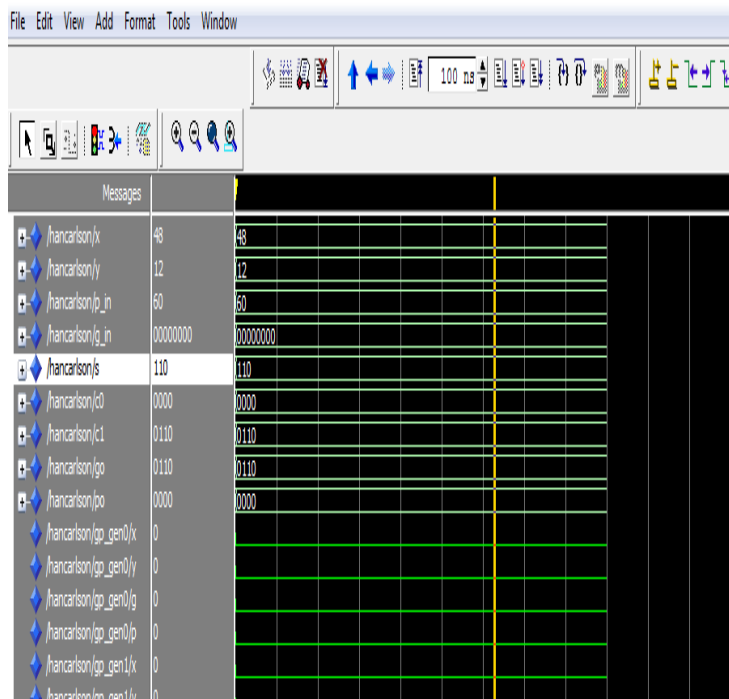 File Edit View Add Format Tools Window
100 ns
Messages
/hancarlson/x 48 48
/hancarlson/y 12 12
/hancarlson/p_in 60 60
/hancarlson/g_in 00000000 00000000
/hancarlson/s 110 110
/hancarlson/c0 0000 0000
/hancarlson/c1 0110 0110
/hancarlson/go 0110 0110
/hancarlson/po 0000 0000
/hancarlson/gp_gen0/x 0
/hancarlson/gp_gen0/y 0
/hancarlson/gp_gen0/g 0
/hancarlson/gp_gen0/p 0
/hancarlson/gp_gen1/x 0
/hancarlson/gp_gen1/y 0